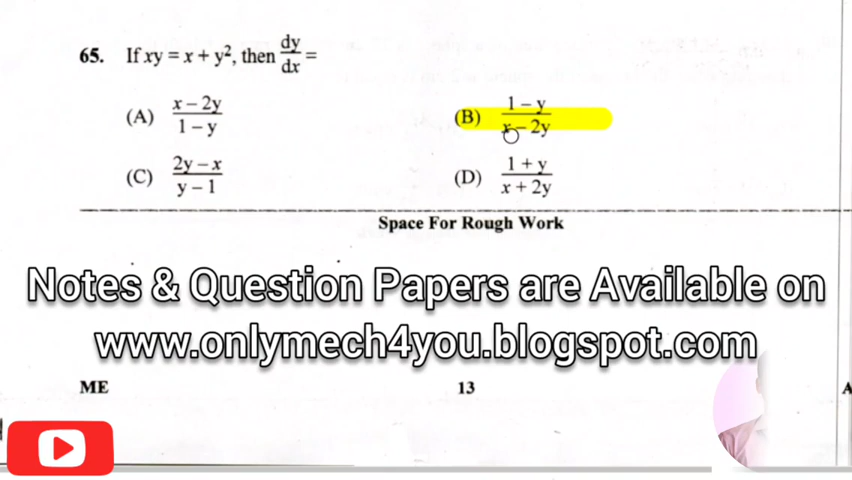 65. If xy = x + y², then dy/dx =
(A) x − 2y / 1 − y
(B) 1 − y / x − 2y
(C) 2y − x / y − 1
(D) 1 + y / x + 2y
Space For Rough Work
Notes & Question Papers are Available on
www.onlymech4you.blogspot.com
ME 13 A